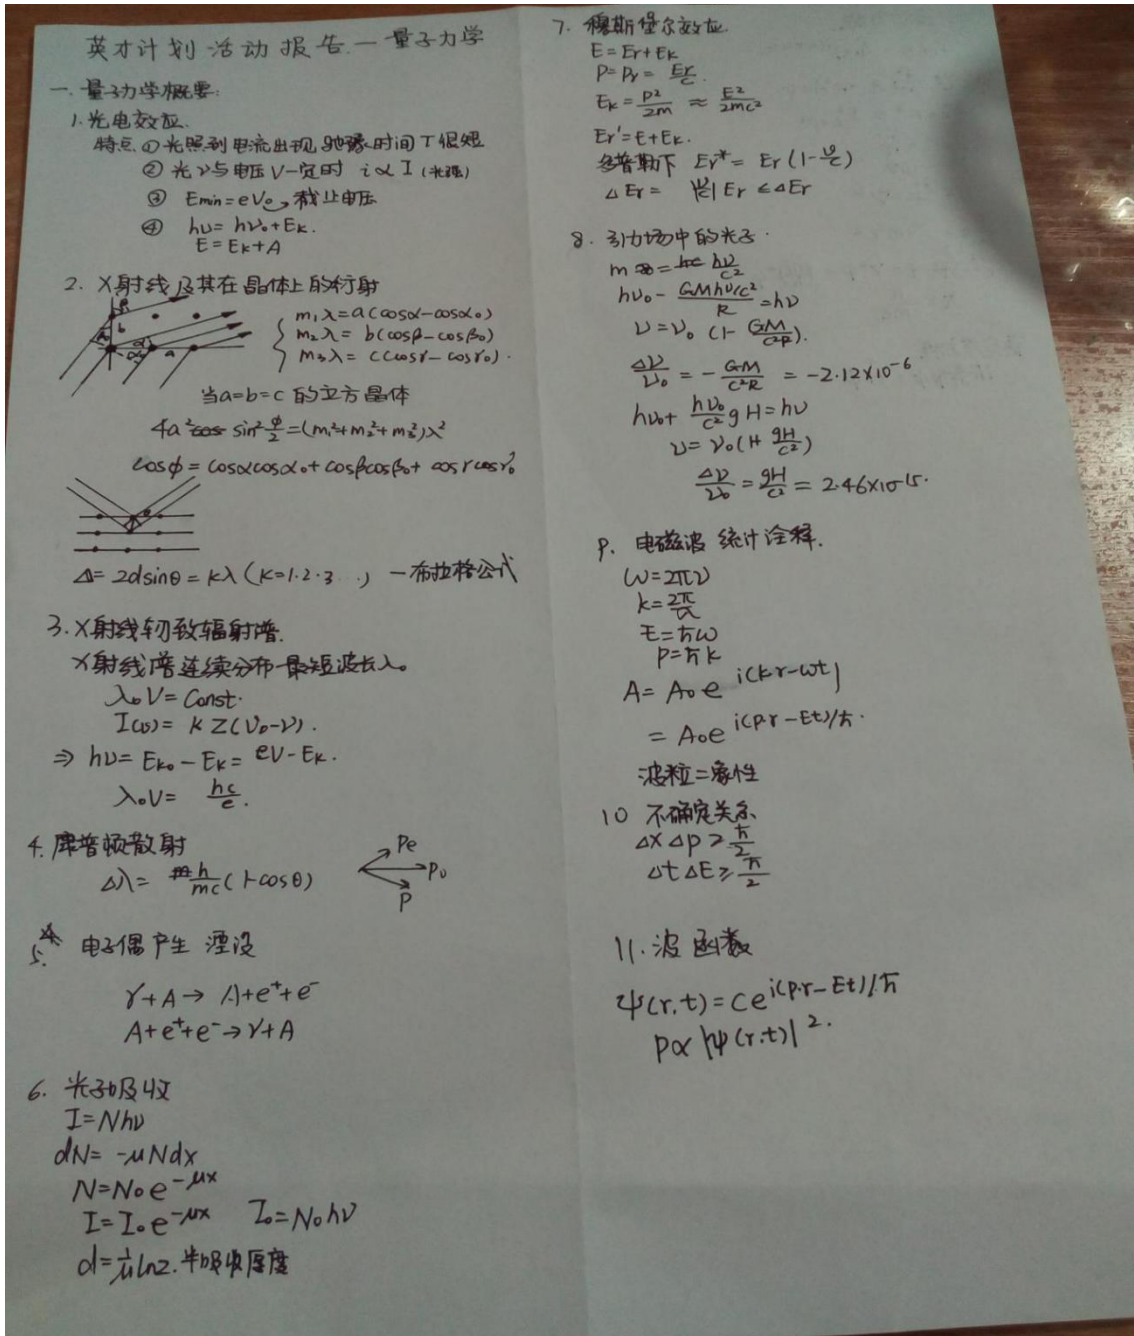 英才计划活动报告—量子力学
一.量子力学概要:
1.光电效应.
特点.①光照到电流出现弛豫时间T很短
②光ν与电压V一定时 i∝I(光强)
③ Emin=eV₀→截止电压
④ hν=hν₀+Eₖ.
E=Eₖ+A
2. X射线及其在晶体上的衍射
β
b
α
a
m₁λ=a(cosα-cosα₀)
m₂λ=b(cosβ-cosβ₀)
m₃λ=c(cosγ-cosγ₀).
当a=b=c的立方晶体
4a²sin²φ/2=(m₁²+m₂²+m₃²)λ²
cosφ=cosαcosα₀+cosβcosβ₀+cosγcosγ₀
θ
Δ=2dsinθ=kλ(k=1.2.3...) —布拉格公式
3.X射线轫致辐射谱.
X射线谱连续分布-最短波长λ₀
λ₀V=Const.
I(ν)=kZ(ν₀-ν).
⇒ hν=Eₖ₀-Eₖ=eV-Eₖ.
λ₀V=hc/e.
4.康普顿散射
Δλ=h/mc(1-cosθ)
Pe
P₀
P
5. 电子偶产生 湮没
γ+A→A+e⁺+e⁻
A+e⁺+e⁻→γ+A
6. 光子吸收
I=Nhν
dN=-μNdx
N=N₀e^-μx
I=I₀e^-μx I₀=N₀hν
d=1/μ ln2.半吸收厚度
7. 穆斯堡尔效应.
E=Er+Eₖ
P=Pr=Er/c.
Eₖ=p²/2m≈E²/2mc²
Er'=E+Eₖ.
多普勒下 Er*=Er(1-υ/c)
ΔEr=|υ/c|Er≤ΔEr
8. 引力场中的光子.
m=hν/c²
hν₀-GMhν/c²/R=hν
ν=ν₀(1-GM/c²R).
Δν/ν₀=-GM/c²R=-2.12×10⁻⁶
hν₀+hν₀/c² gH=hν
ν=ν₀(1+gH/c²)
Δν/ν₀=gH/c²=2.46×10⁻¹⁵.
9. 电磁波 统计诠释.
ω=2πν
k=2π/λ
E=ħω
P=ħk
A=A₀e^i(k·r-ωt)
=A₀e^i(p·r-Et)/ħ.
波粒二象性
10 不确定关系
ΔxΔp≥ħ/2
ΔtΔE≥ħ/2
11.波函数
ψ(r,t)=Ce^i(p·r-Et)/ħ
P∝|ψ(r.t)|².